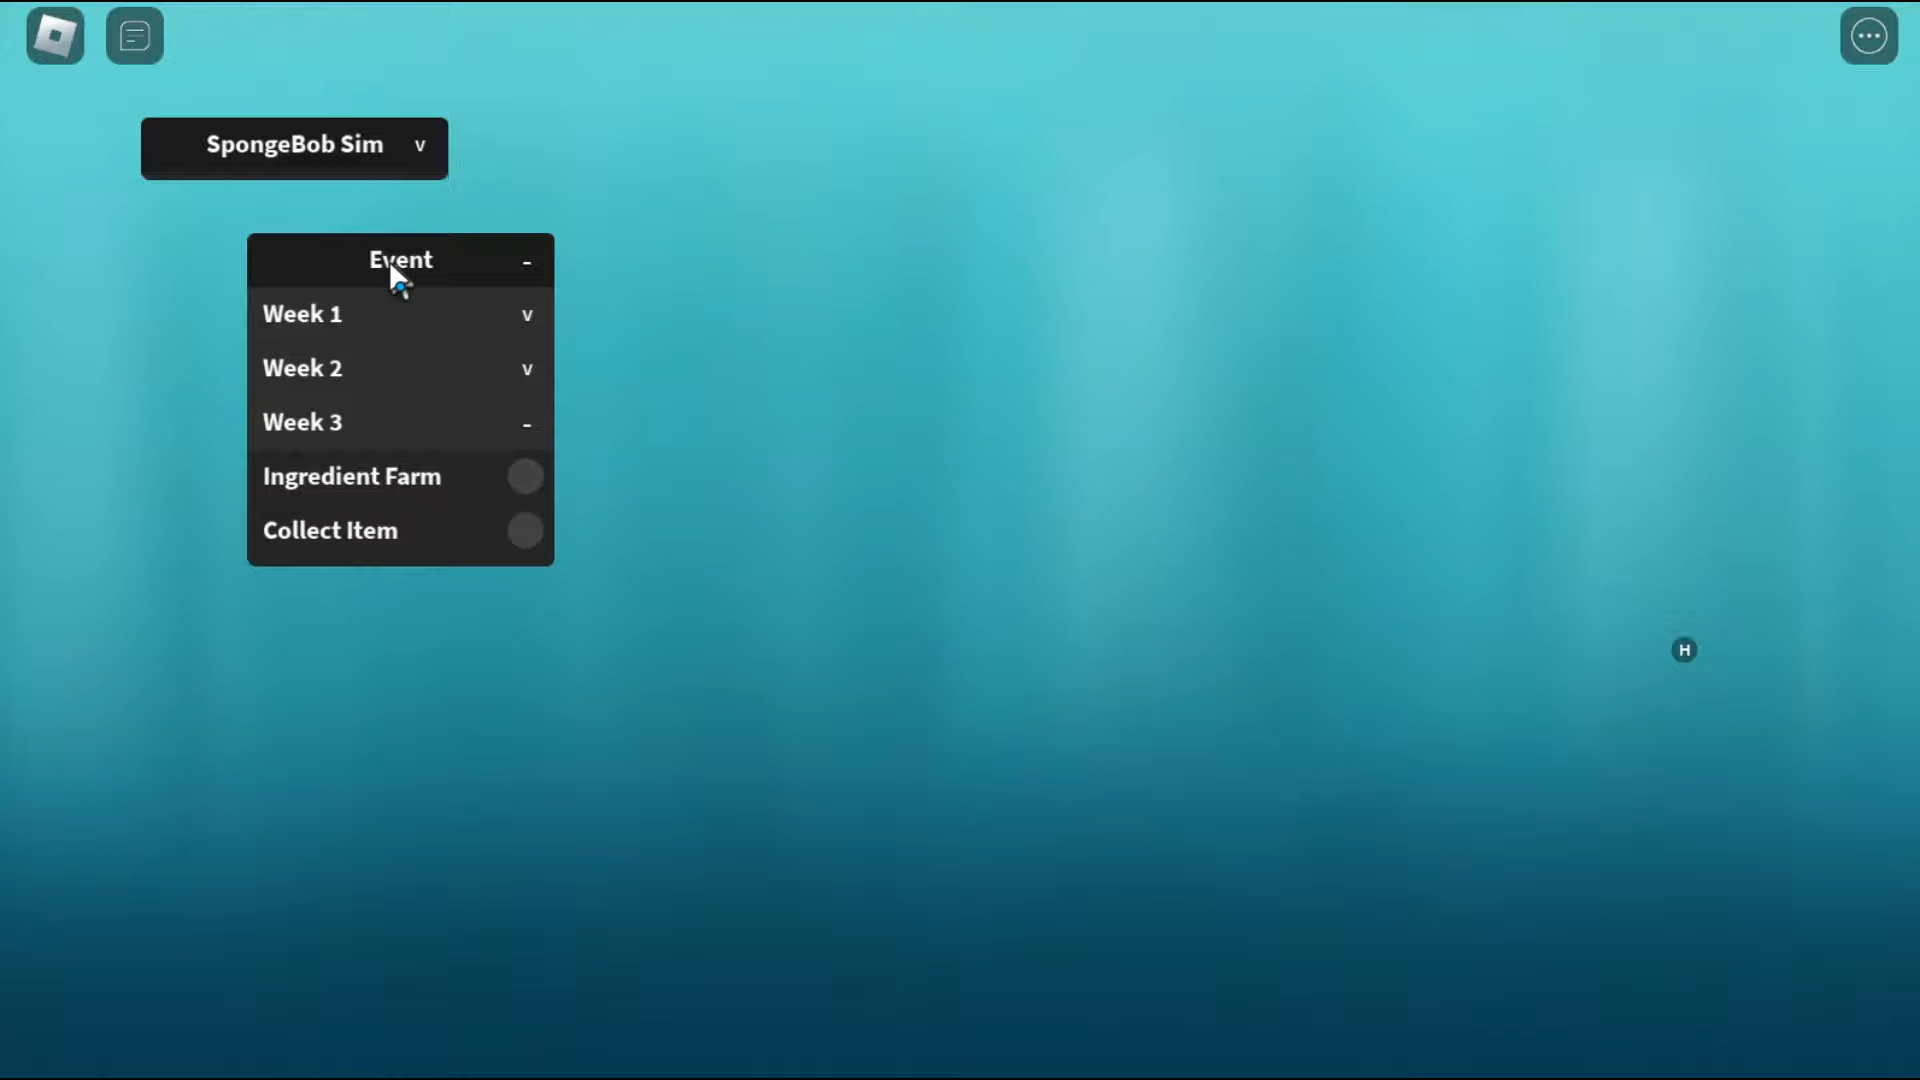 SpongeBob Sim v
Event -
Week 1 v
Week 2 v
Week 3 -
Ingredient Farm
Collect Item
H